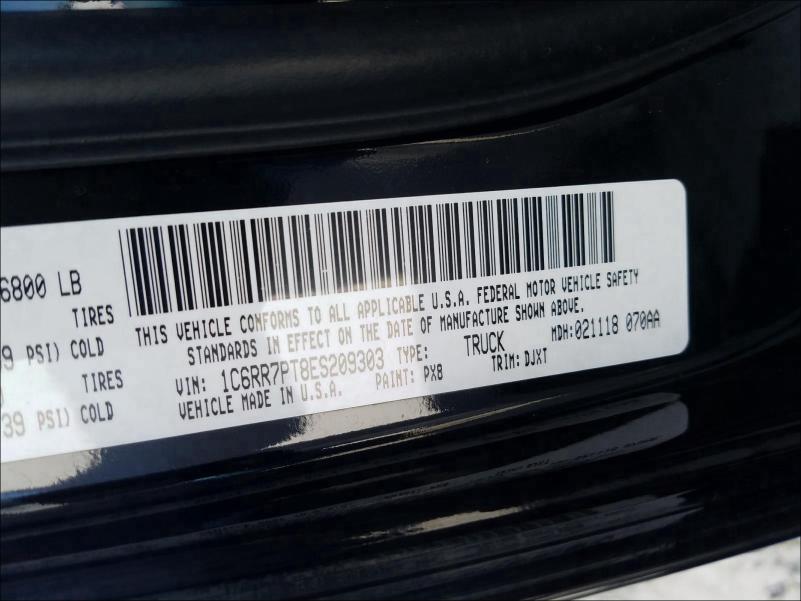 6800 LB
TIRES
9 PSI) COLD
TIRES
39 PSI) COLD
THIS VEHICLE CONFORMS TO ALL APPLICABLE U.S.A. FEDERAL MOTOR VEHICLE SAFETY
STANDARDS IN EFFECT ON THE DATE OF MANUFACTURE SHOWN ABOVE.
VIN: 1C6RR7PT8ES209303 TYPE: TRUCK MDH: 021118 070AA
VEHICLE MADE IN U.S.A. PAINT: PX8 TRIM: DJXT